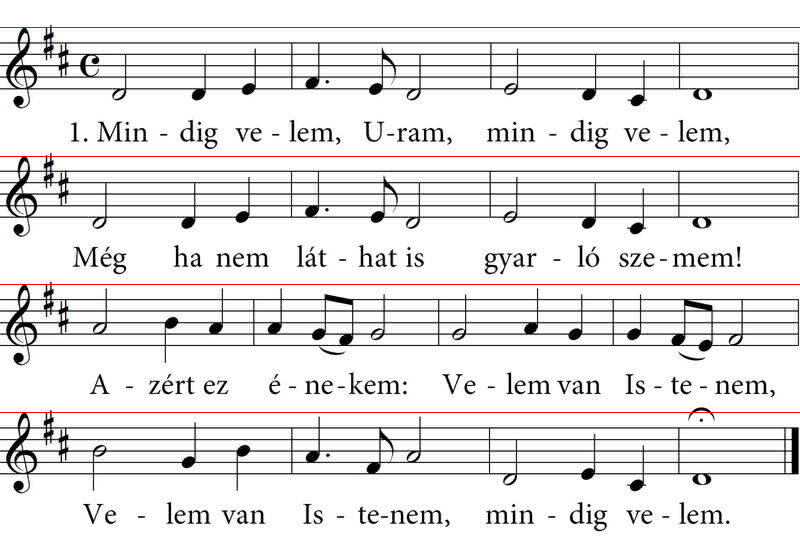 1. Min - dig ve - lem, U-ram, min - dig ve - lem,
Még ha nem lát - hat is gyar - ló sze - mem!
A - zért ez é - ne - kem: Ve - lem van Is - te - nem,
Ve - lem van Is - te-nem, min - dig ve - lem.